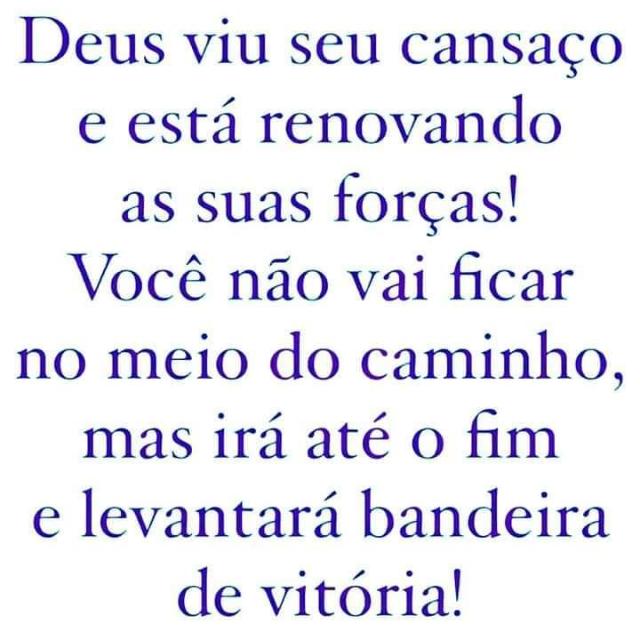 Deus viu seu cansaço
e está renovando
as suas forças!
Você não vai ficar
no meio do caminho,
mas irá até o fim
e levantará bandeira
de vitória!